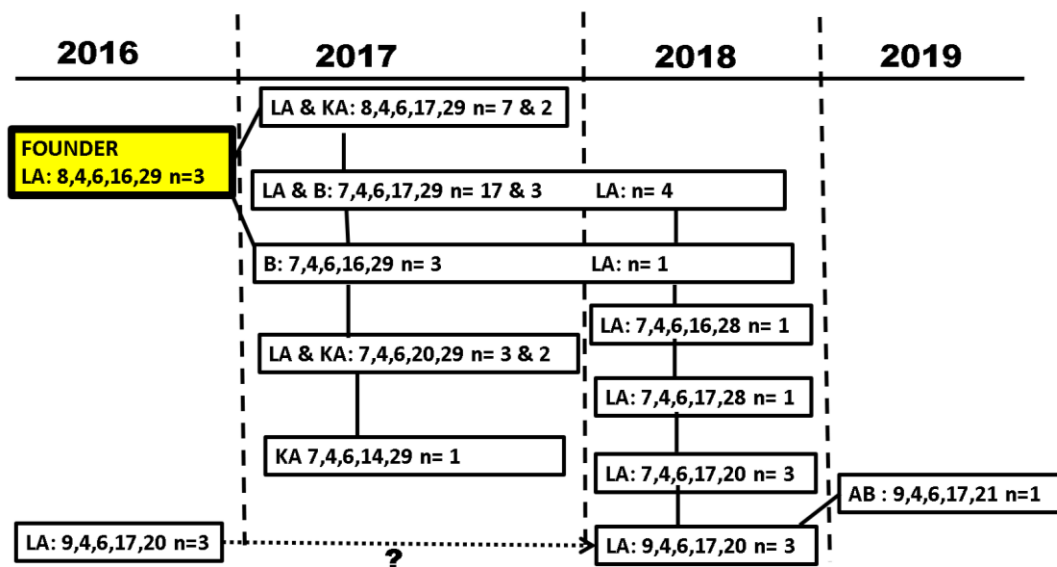 2016 2017 2018 2019
LA & KA: 8,4,6,17,29 n= 7 & 2
FOUNDER
LA: 8,4,6,16,29 n=3
LA & B: 7,4,6,17,29 n= 17 & 3 LA: n= 4
B: 7,4,6,16,29 n= 3 LA: n= 1
LA: 7,4,6,16,28 n= 1
LA & KA: 7,4,6,20,29 n= 3 & 2
LA: 7,4,6,17,28 n= 1
KA 7,4,6,14,29 n= 1
LA: 7,4,6,17,20 n= 3
AB : 9,4,6,17,21 n=1
LA: 9,4,6,17,20 n=3
?
LA: 9,4,6,17,20 n= 3